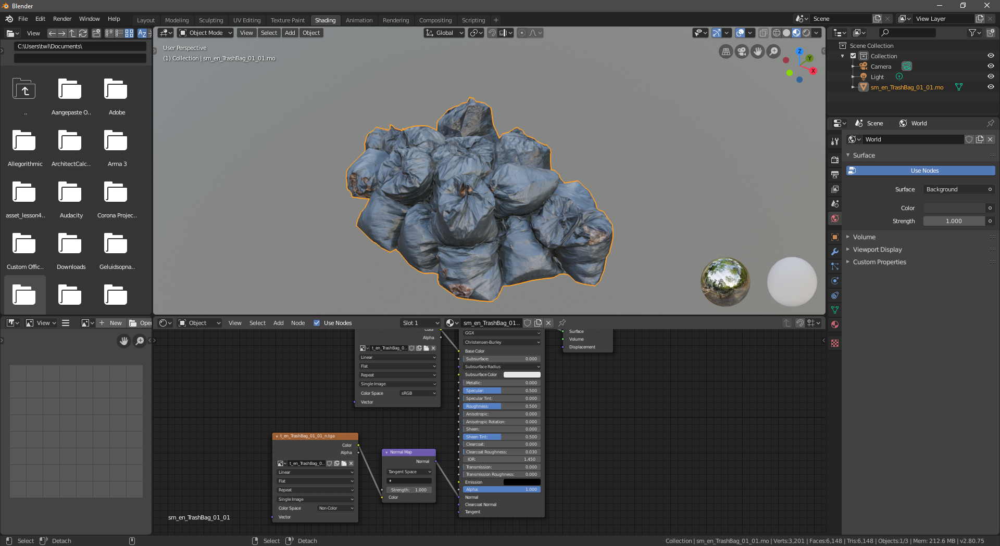 Blender
File Edit Render Window Help
Layout Modeling Sculpting UV Editing Texture Paint Shading Animation Rendering Compositing Scripting +
Scene
View Layer
View
C:\Users\twl\Documents\
..
Aangepaste O..
Adobe
Allegorithmic
ArchitectCalc..
Arma 3
asset_lesson4..
Audacity
Corona Projec..
Custom Offic..
Downloads
Geluidsopna..
Object Mode View Select Add Object
Global
User Perspective
(1) Collection | sm_en_TrashBag_01_01.mo
Z
Y
X
Scene Collection
Collection
Camera
Light
sm_en_TrashBag_01_01.mo
Scene World
World
Surface
Use Nodes
Surface Background
Color
Strength 1.000
Volume
Viewport Display
Custom Properties
View + New Open
Object View Select Add Node Use Nodes Slot 1 sm_en_TrashBag_01..
Color
Alpha
t_en_TrashBag_0..
Linear
Flat
Repeat
Single Image
Color Space sRGB
Vector
GGX
Christensen-Burley
Base Color
Subsurface: 0.000
Subsurface Radius
Subsurface Color
Metallic: 0.000
Specular: 0.500
Specular Tint: 0.000
Roughness: 0.500
Anisotropic: 0.000
Anisotropic Rotation: 0.000
Sheen: 0.000
Sheen Tint: 0.500
Clearcoat: 0.000
Clearcoat Roughness: 0.030
IOR: 1.450
Transmission: 0.000
Transmission Roughness: 0.000
Emission
Alpha: 1.000
Normal
Clearcoat Normal
Tangent
Surface
Volume
Displacement
t_en_TrashBag_01_01_n.tga
Color
Alpha
t_en_TrashBag_0..
Linear
Flat
Repeat
Single Image
Color Space Non-Color
Vector
Normal Map
Normal
Tangent Space
Strength: 1.000
Color
sm_en_TrashBag_01_01
Select Detach Select Detach
Collection | sm_en_TrashBag_01_01.mo | Verts:3,201 | Faces:6,148 | Tris:6,148 | Objects:1/3 | Mem: 212.6 MB | v2.80.75